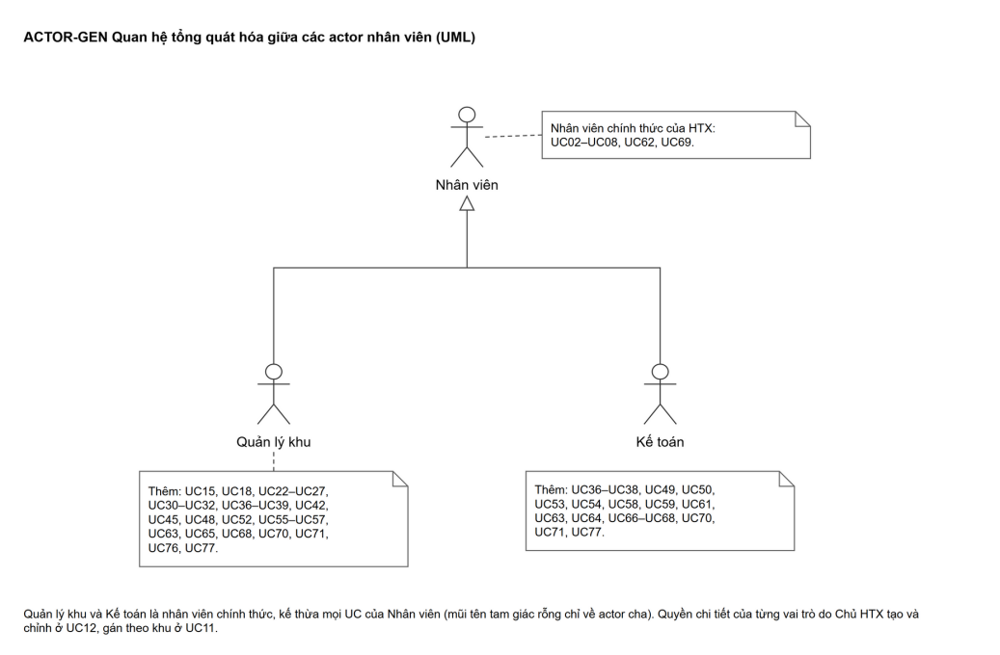 ACTOR-GEN Quan hệ tổng quát hóa giữa các actor nhân viên (UML)
Nhân viên chính thức của HTX:
UC02–UC08, UC62, UC69.
Nhân viên
Quản lý khu
Kế toán
Thêm: UC15, UC18, UC22–UC27,
UC30–UC32, UC36–UC39, UC42,
UC45, UC48, UC52, UC55–UC57,
UC63, UC65, UC68, UC70, UC71,
UC76, UC77.
Thêm: UC36–UC38, UC49, UC50,
UC53, UC54, UC58, UC59, UC61,
UC63, UC64, UC66–UC68, UC70,
UC71, UC77.
Quản lý khu và Kế toán là nhân viên chính thức, kế thừa mọi UC của Nhân viên (mũi tên tam giác rỗng chỉ về actor cha). Quyền chi tiết của từng vai trò do Chủ HTX tạo và
chỉnh ở UC12, gán theo khu ở UC11.